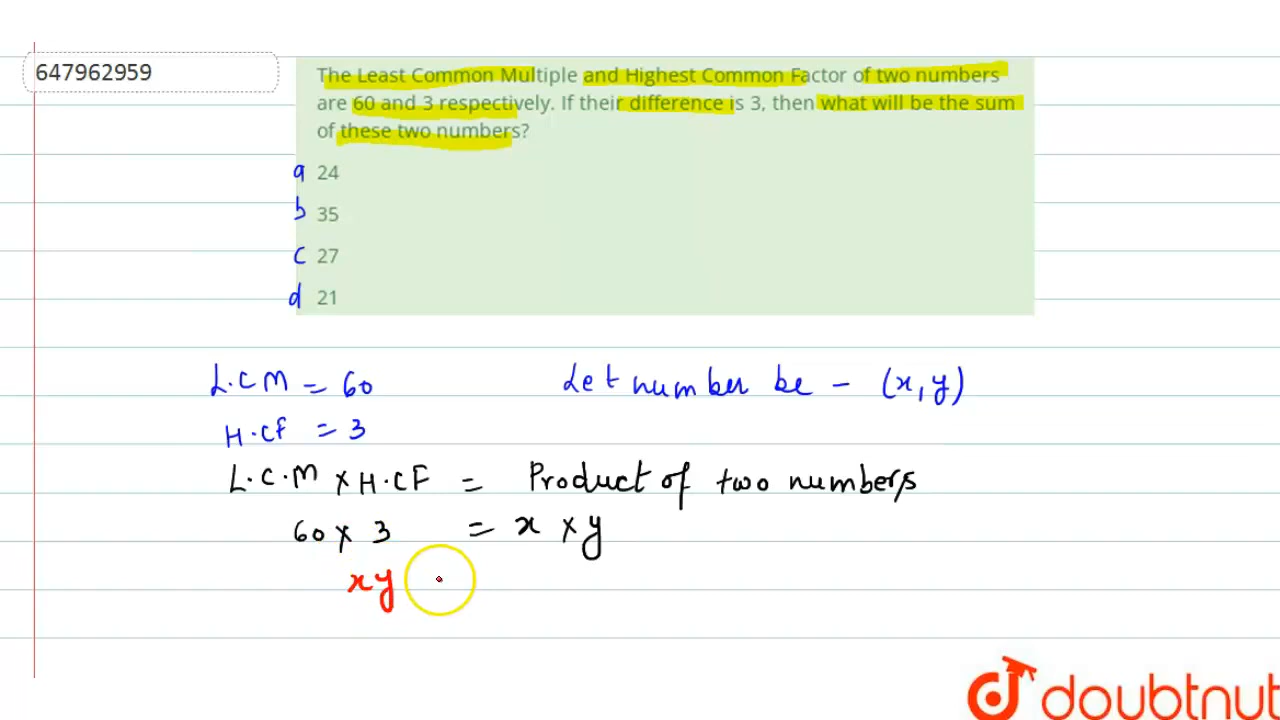 647962959
The Least Common Multiple and Highest Common Factor of two numbers
are 60 and 3 respectively. If their difference is 3, then what will be the sum
of these two numbers?
a 24
b 35
c 27
d 21
L.C M = 60 Let number be - (x, y)
H.CF = 3
L.C.M x H.CF = Product of two numbers
60 x 3 = x x y
xy
doubtnut